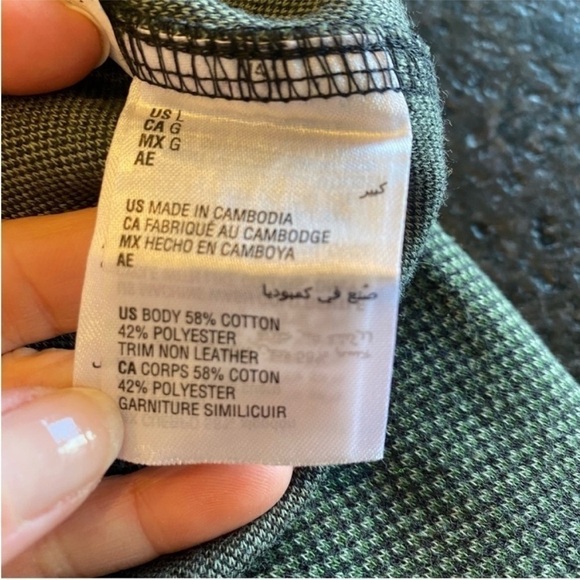 US L
CA G
MX G
AE
كبير
US MADE IN CAMBODIA
CA FABRIQUÉ AU CAMBODGE
MX HECHO EN CAMBOYA
AE
صنع في كمبوديا
US BODY 58% COTTON
42% POLYESTER
TRIM NON LEATHER
CA CORPS 58% COTON
42% POLYESTER
GARNITURE SIMILICUIR